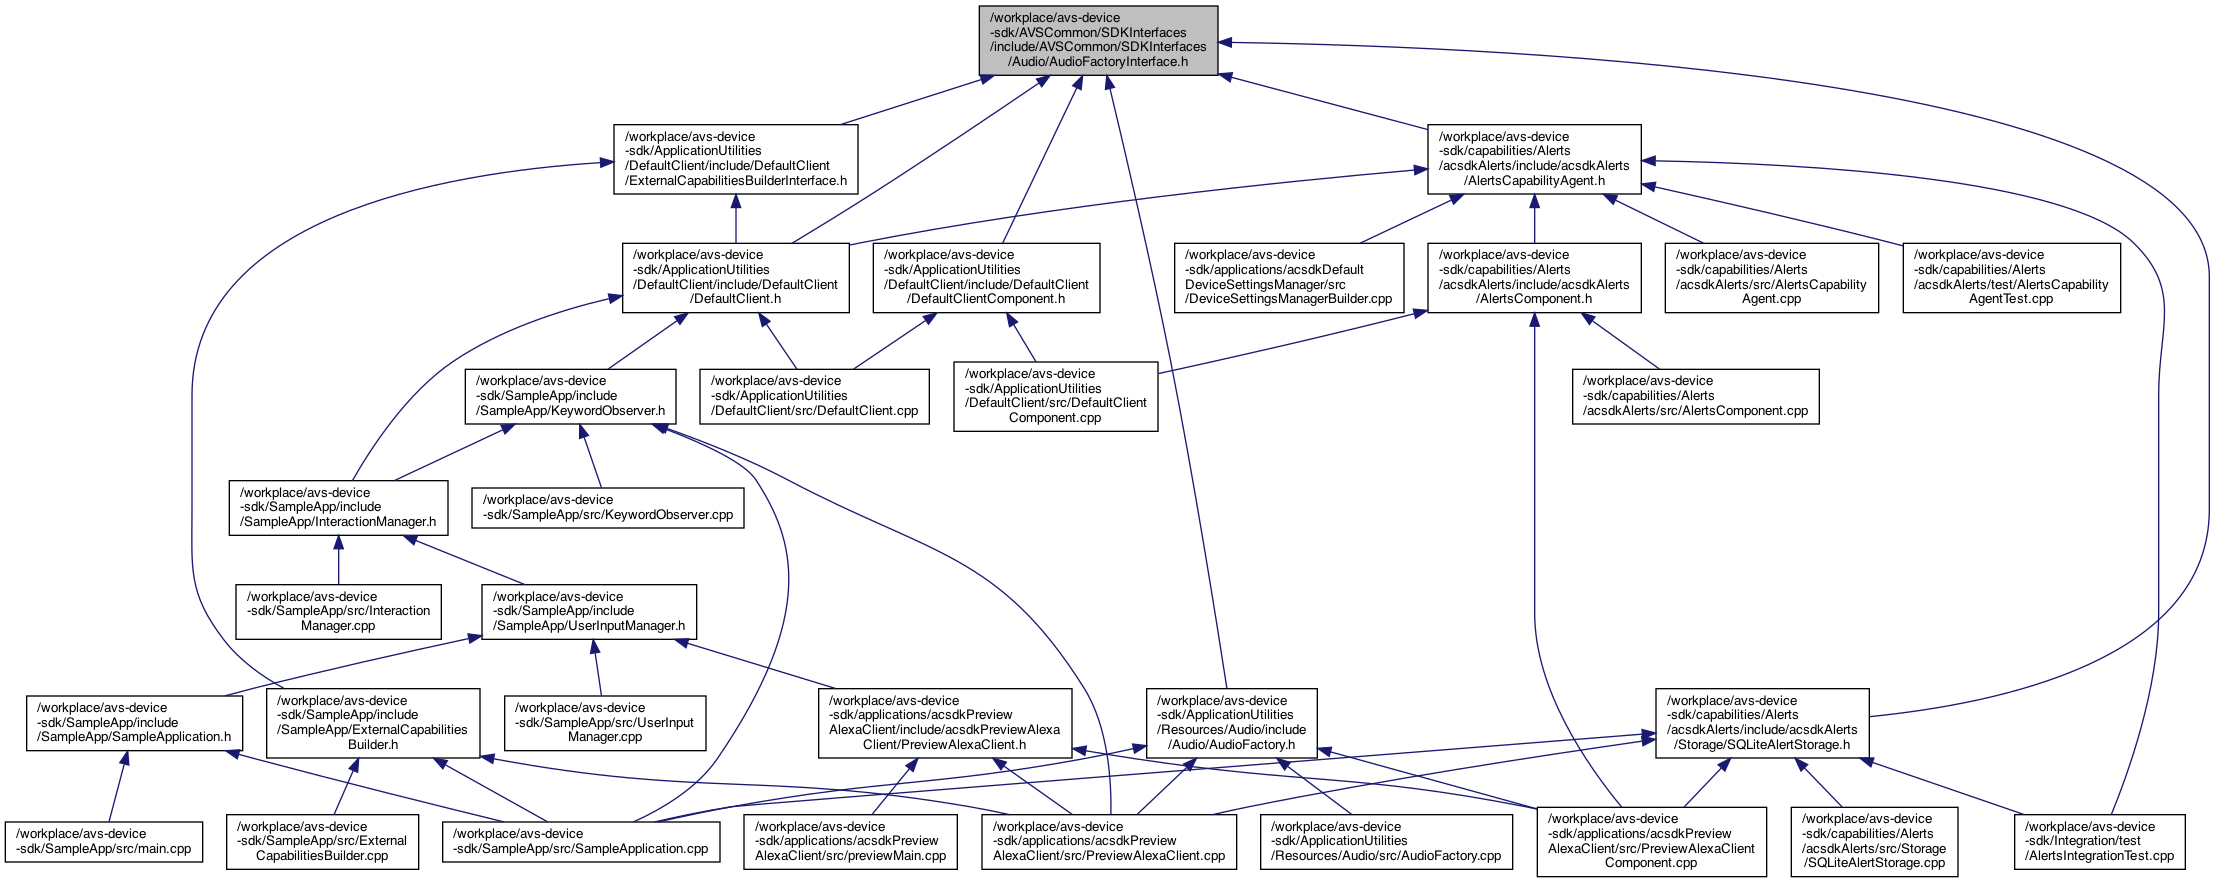 /workplace/avs-device
-sdk/AVSCommon/SDKInterfaces
/include/AVSCommon/SDKInterfaces
/Audio/AudioFactoryInterface.h
/workplace/avs-device
-sdk/ApplicationUtilities
/DefaultClient/include/DefaultClient
/ExternalCapabilitiesBuilderInterface.h
/workplace/avs-device
-sdk/capabilities/Alerts
/acsdkAlerts/include/acsdkAlerts
/AlertsCapabilityAgent.h
/workplace/avs-device
-sdk/ApplicationUtilities
/DefaultClient/include/DefaultClient
/DefaultClient.h
/workplace/avs-device
-sdk/ApplicationUtilities
/DefaultClient/include/DefaultClient
/DefaultClientComponent.h
/workplace/avs-device
-sdk/applications/acsdkDefault
DeviceSettingsManager/src
/DeviceSettingsManagerBuilder.cpp
/workplace/avs-device
-sdk/capabilities/Alerts
/acsdkAlerts/include/acsdkAlerts
/AlertsComponent.h
/workplace/avs-device
-sdk/capabilities/Alerts
/acsdkAlerts/src/AlertsCapability
Agent.cpp
/workplace/avs-device
-sdk/capabilities/Alerts
/acsdkAlerts/test/AlertsCapability
AgentTest.cpp
/workplace/avs-device
-sdk/SampleApp/include
/SampleApp/KeywordObserver.h
/workplace/avs-device
-sdk/ApplicationUtilities
/DefaultClient/src/DefaultClient.cpp
/workplace/avs-device
-sdk/ApplicationUtilities
/DefaultClient/src/DefaultClient
Component.cpp
/workplace/avs-device
-sdk/capabilities/Alerts
/acsdkAlerts/src/AlertsComponent.cpp
/workplace/avs-device
-sdk/SampleApp/include
/SampleApp/InteractionManager.h
/workplace/avs-device
-sdk/SampleApp/src/KeywordObserver.cpp
/workplace/avs-device
-sdk/SampleApp/src/Interaction
Manager.cpp
/workplace/avs-device
-sdk/SampleApp/include
/SampleApp/UserInputManager.h
/workplace/avs-device
-sdk/SampleApp/include
/SampleApp/SampleApplication.h
/workplace/avs-device
-sdk/SampleApp/include
/SampleApp/ExternalCapabilities
Builder.h
/workplace/avs-device
-sdk/SampleApp/src/UserInput
Manager.cpp
/workplace/avs-device
-sdk/applications/acsdkPreview
AlexaClient/include/acsdkPreviewAlexa
Client/PreviewAlexaClient.h
/workplace/avs-device
-sdk/ApplicationUtilities
/Resources/Audio/include
/Audio/AudioFactory.h
/workplace/avs-device
-sdk/capabilities/Alerts
/acsdkAlerts/include/acsdkAlerts
/Storage/SQLiteAlertStorage.h
/workplace/avs-device
-sdk/SampleApp/src/main.cpp
/workplace/avs-device
-sdk/SampleApp/src/External
CapabilitiesBuilder.cpp
/workplace/avs-device
-sdk/SampleApp/src/SampleApplication.cpp
/workplace/avs-device
-sdk/applications/acsdkPreview
AlexaClient/src/previewMain.cpp
/workplace/avs-device
-sdk/applications/acsdkPreview
AlexaClient/src/PreviewAlexaClient.cpp
/workplace/avs-device
-sdk/ApplicationUtilities
/Resources/Audio/src/AudioFactory.cpp
/workplace/avs-device
-sdk/applications/acsdkPreview
AlexaClient/src/PreviewAlexaClient
Component.cpp
/workplace/avs-device
-sdk/capabilities/Alerts
/acsdkAlerts/src/Storage
/SQLiteAlertStorage.cpp
/workplace/avs-device
-sdk/Integration/test
/AlertsIntegrationTest.cpp